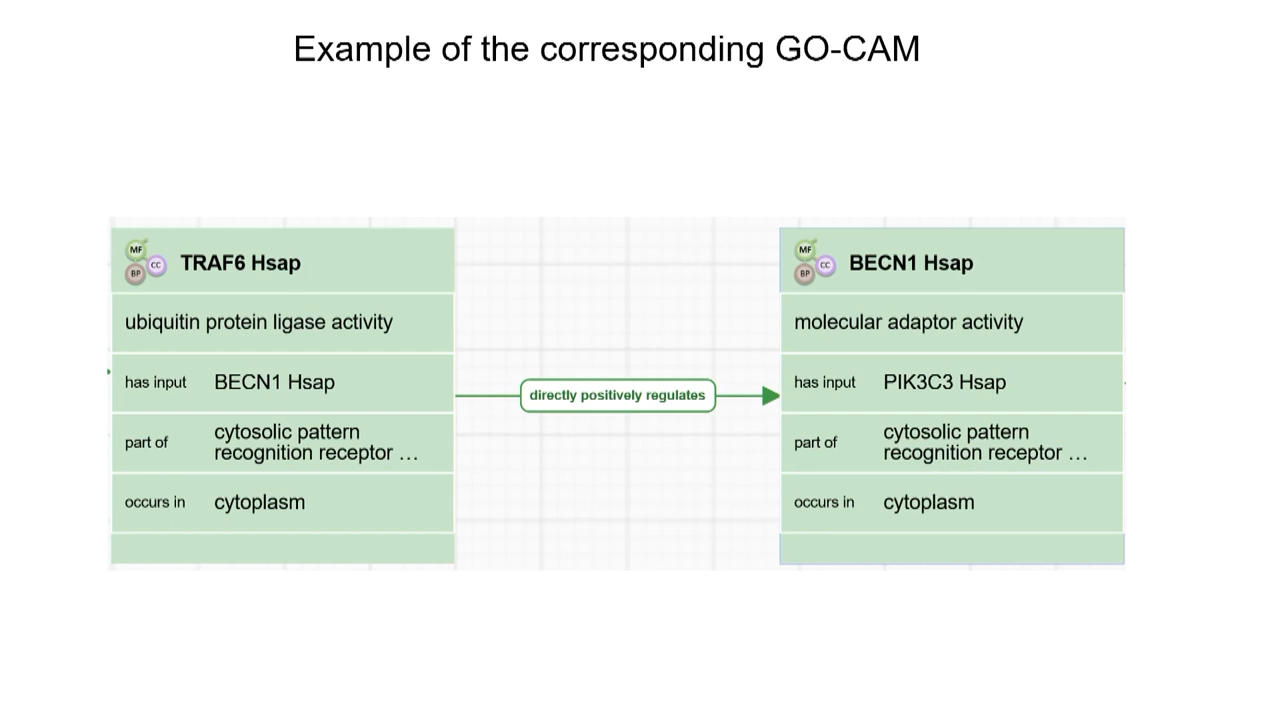 Example of the corresponding GO-CAM
MF
CC
BP
TRAF6 Hsap
ubiquitin protein ligase activity
has input BECN1 Hsap
part of cytosolic pattern
recognition receptor …
occurs in cytoplasm
directly positively regulates
MF
CC
BP
BECN1 Hsap
molecular adaptor activity
has input PIK3C3 Hsap
part of cytosolic pattern
recognition receptor …
occurs in cytoplasm